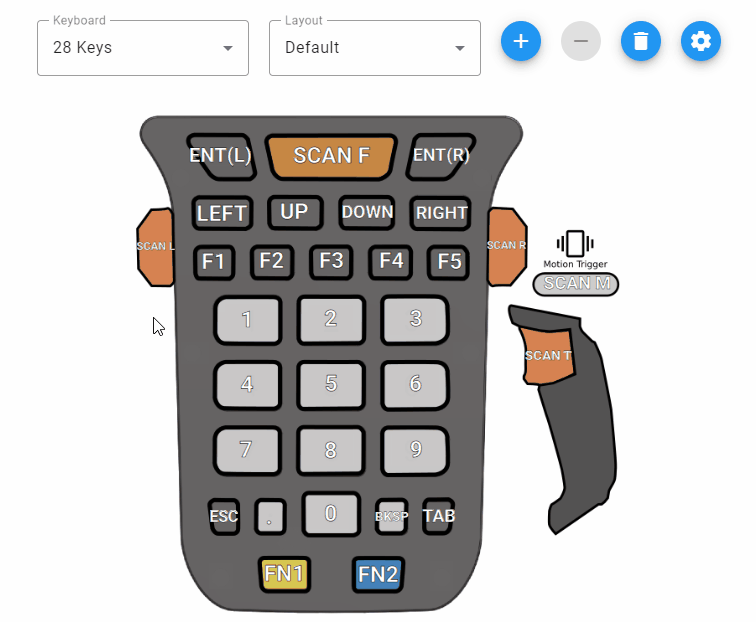 Keyboard
28 Keys
Layout
Default
ENT(L) SCAN F ENT(R)
LEFT UP DOWN RIGHT
SCAN L
SCAN R
F1 F2 F3 F4 F5
Motion Trigger
SCAN M
1 2 3
SCAN T
4 5 6
7 8 9
ESC . 0 BKSP TAB
FN1 FN2